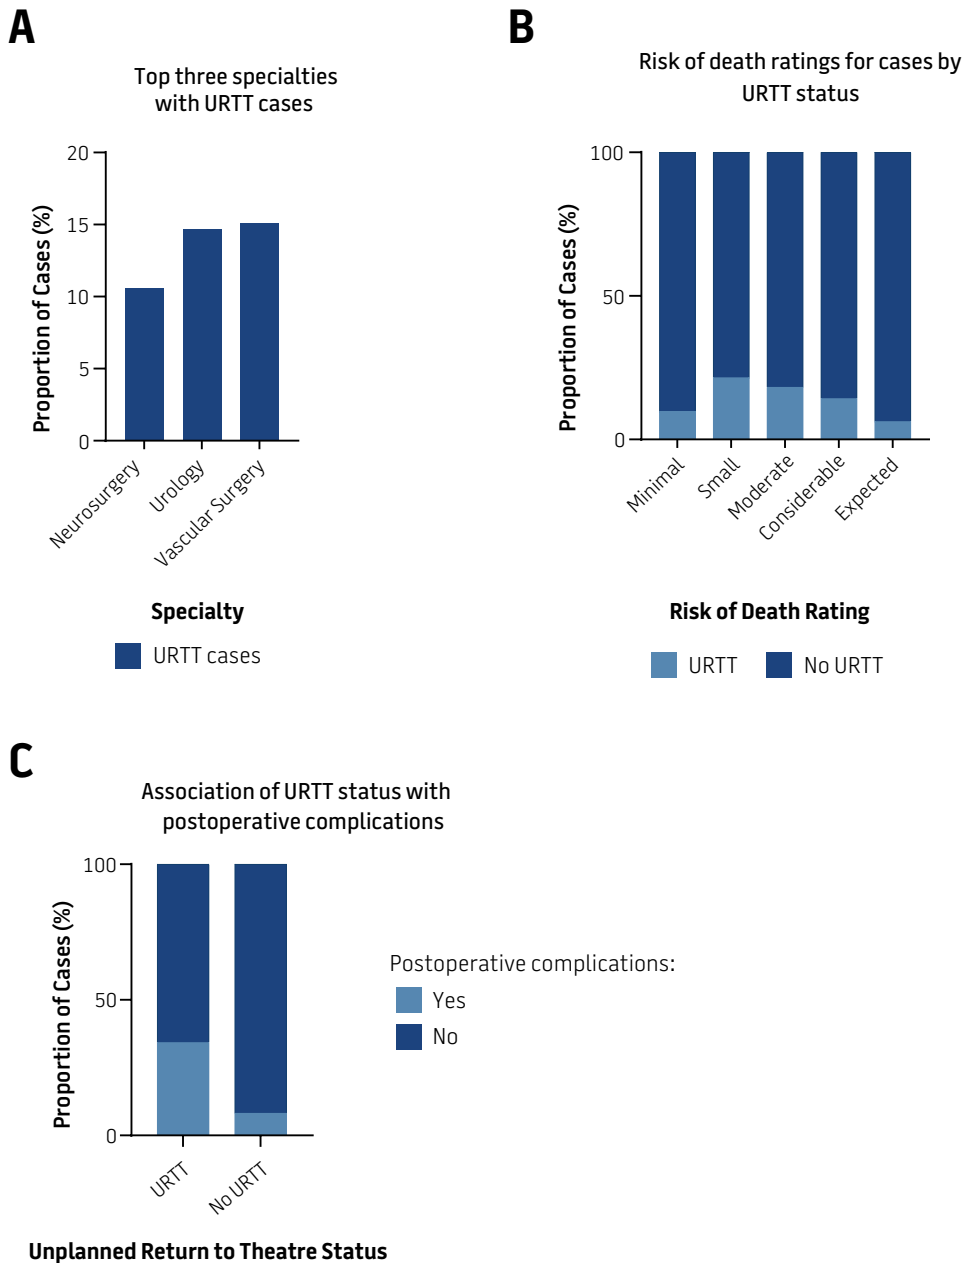 A
Top three specialties
with URTT cases
Proportion of Cases (%)
20
15
10
5
0
Neurosurgery
Urology
Vascular Surgery
Specialty
URTT cases
B
Risk of death ratings for cases by
URTT status
Proportion of Cases (%)
100
50
0
Minimal
Small
Moderate
Considerable
Expected
Risk of Death Rating
URTT
No URTT
C
Association of URTT status with
postoperative complications
Proportion of Cases (%)
100
50
0
URTT
No URTT
Unplanned Return to Theatre Status
Postoperative complications:
Yes
No